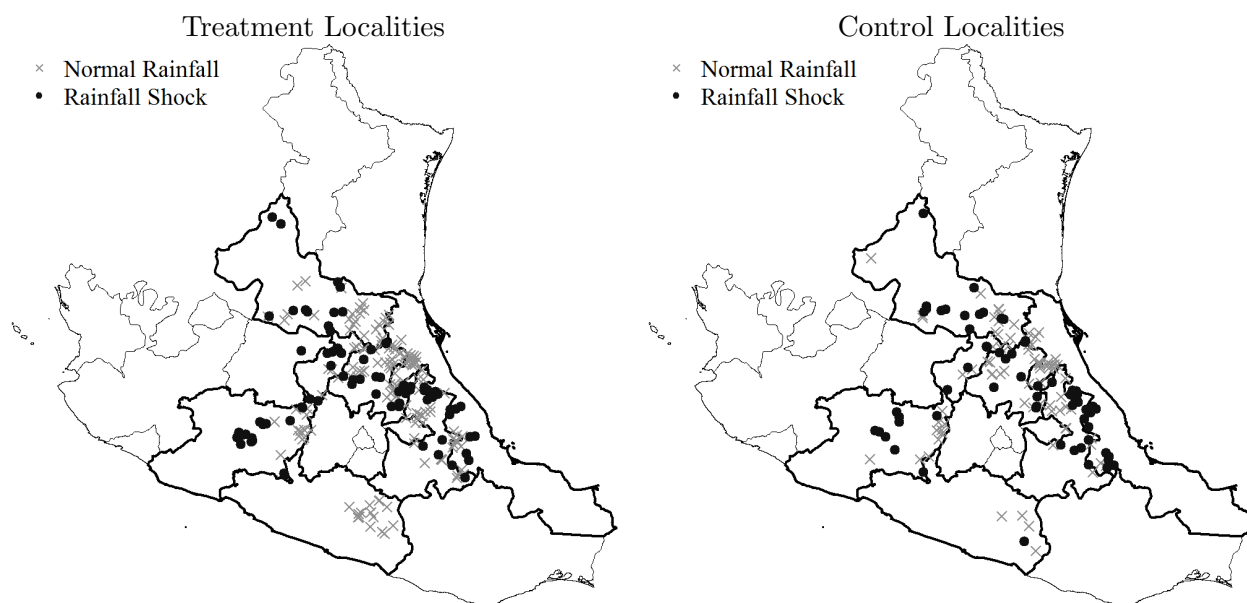 Treatment Localities
× Normal Rainfall
• Rainfall Shock
Control Localities
× Normal Rainfall
• Rainfall Shock